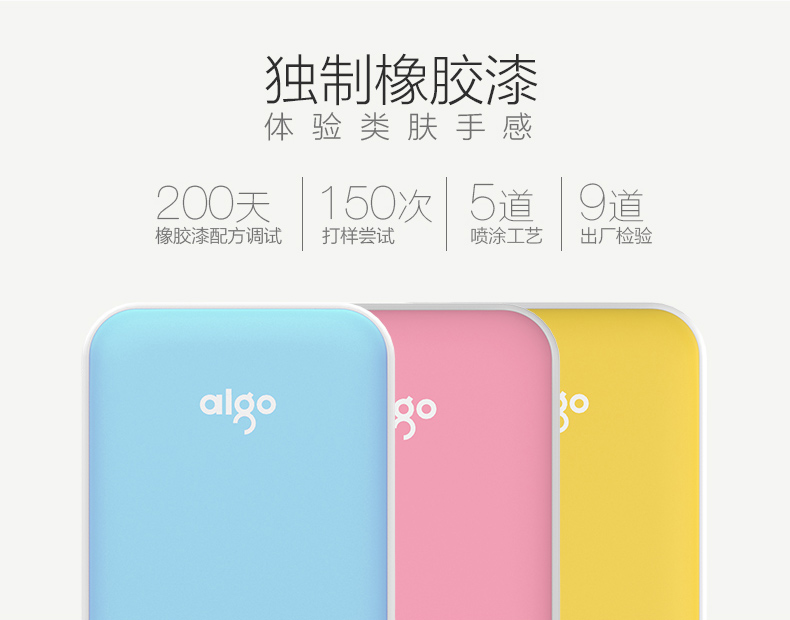 独制橡胶漆
体验类肤手感
200天 150次 5道 9道
橡胶漆配方调试 打样尝试 喷涂工艺 出厂检验
algo go go